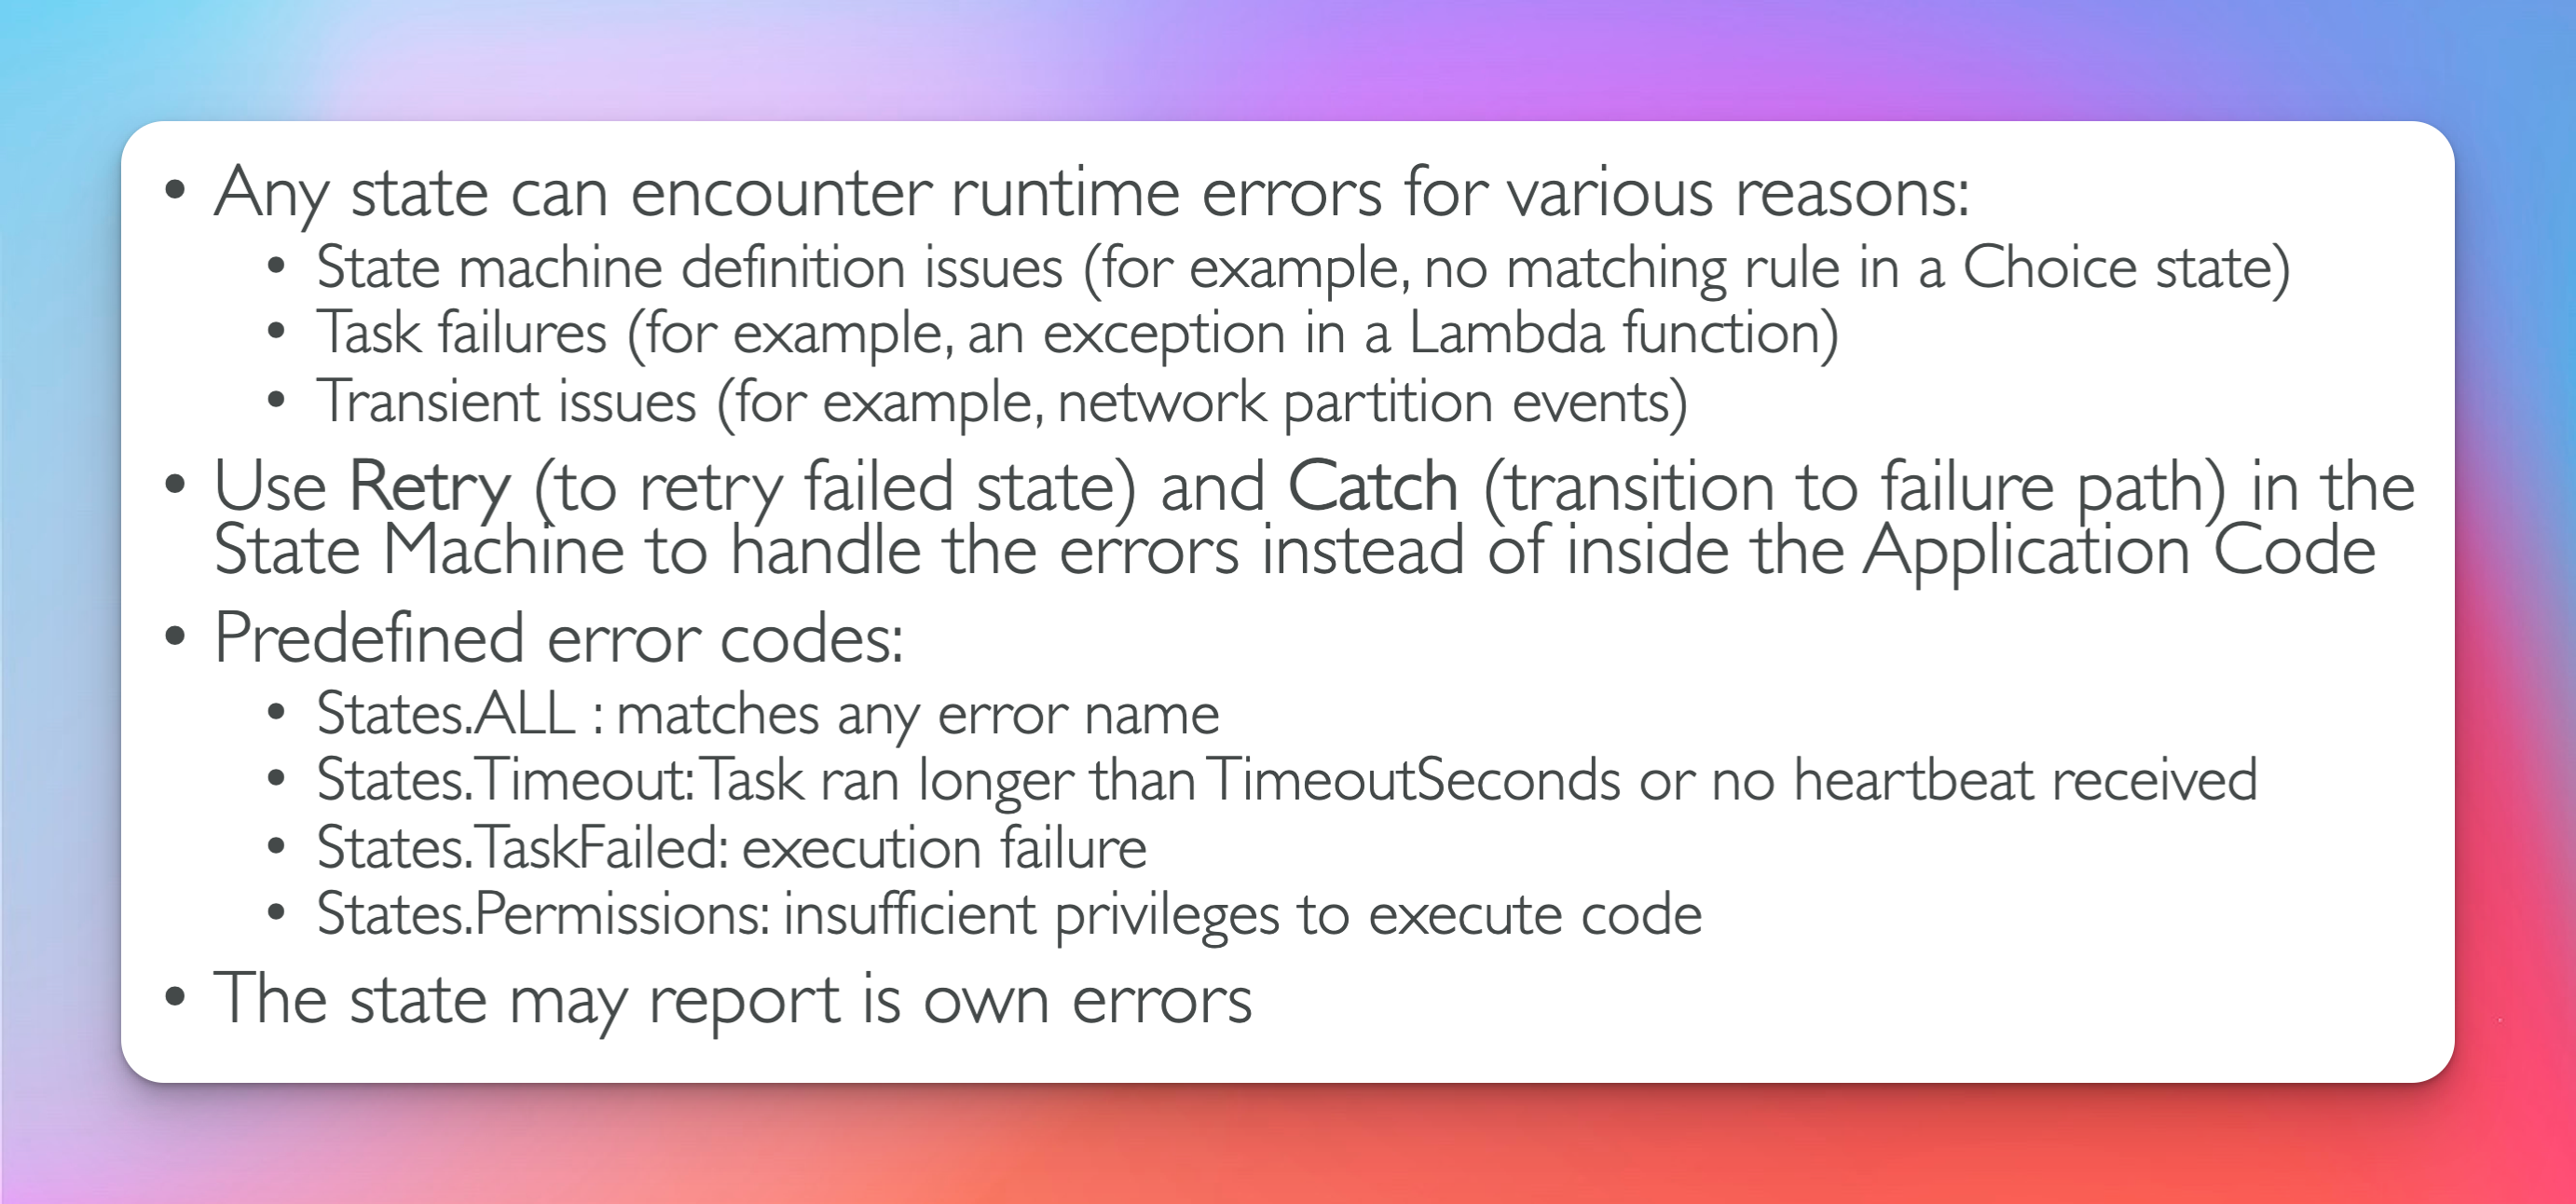 • Any state can encounter runtime errors for various reasons:
• State machine definition issues (for example, no matching rule in a Choice state)
• Task failures (for example, an exception in a Lambda function)
• Transient issues (for example, network partition events)
• Use Retry (to retry failed state) and Catch (transition to failure path) in the
State Machine to handle the errors instead of inside the Application Code
• Predefined error codes:
• States.ALL : matches any error name
• States.Timeout: Task ran longer than TimeoutSeconds or no heartbeat received
• States.TaskFailed: execution failure
• States.Permissions: insufficient privileges to execute code
• The state may report is own errors